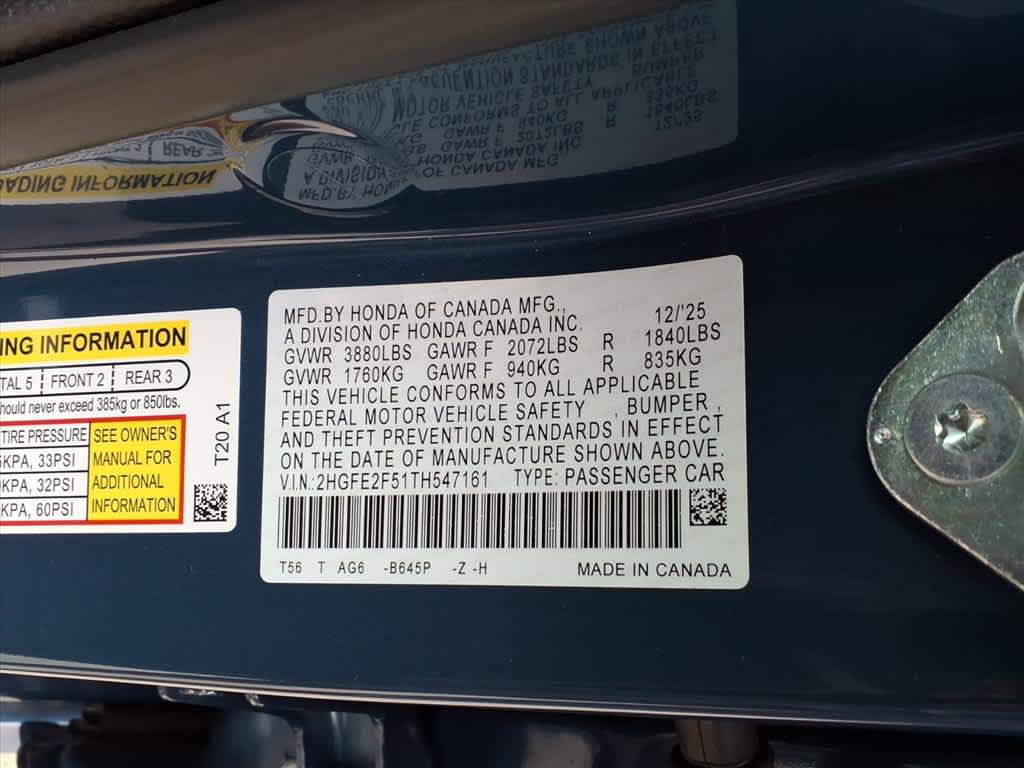 NG INFORMATION
TAL 5 FRONT 2 REAR 3
hould never exceed 385kg or 850lbs.
TIRE PRESSURE SEE OWNER'S
KPA, 33PSI MANUAL FOR
KPA, 32PSI ADDITIONAL
KPA, 60PSI INFORMATION
T20 A1
MFD.BY HONDA OF CANADA MFG., 12/'25
A DIVISION OF HONDA CANADA INC.
GVWR 3880LBS GAWR F 2072LBS R 1840LBS
GVWR 1760KG GAWR F 940KG R 835KG
THIS VEHICLE CONFORMS TO ALL APPLICABLE
FEDERAL MOTOR VEHICLE SAFETY , BUMPER,
AND THEFT PREVENTION STANDARDS IN EFFECT
ON THE DATE OF MANUFACTURE SHOWN ABOVE.
V.I.N.:2HGFE2F51TH547161 TYPE: PASSENGER CAR
T56 T AG6 -B645P -Z -H MADE IN CANADA